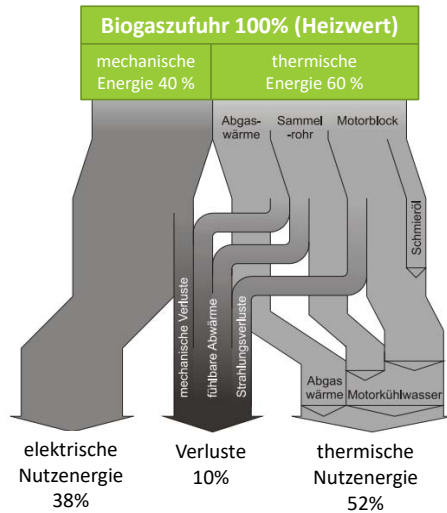 Biogaszufuhr 100% (Heizwert)
mechanische
Energie 40 %
thermische
Energie 60 %
Abgas-
wärme
Sammel
-rohr
Motorblock
Schmieröl
mechanische Verluste
fühlbare Abwärme
Strahlungsverluste
Abgas
wärme
Motorkühlwasser
elektrische
Nutzenergie
38%
Verluste
10%
thermische
Nutzenergie
52%